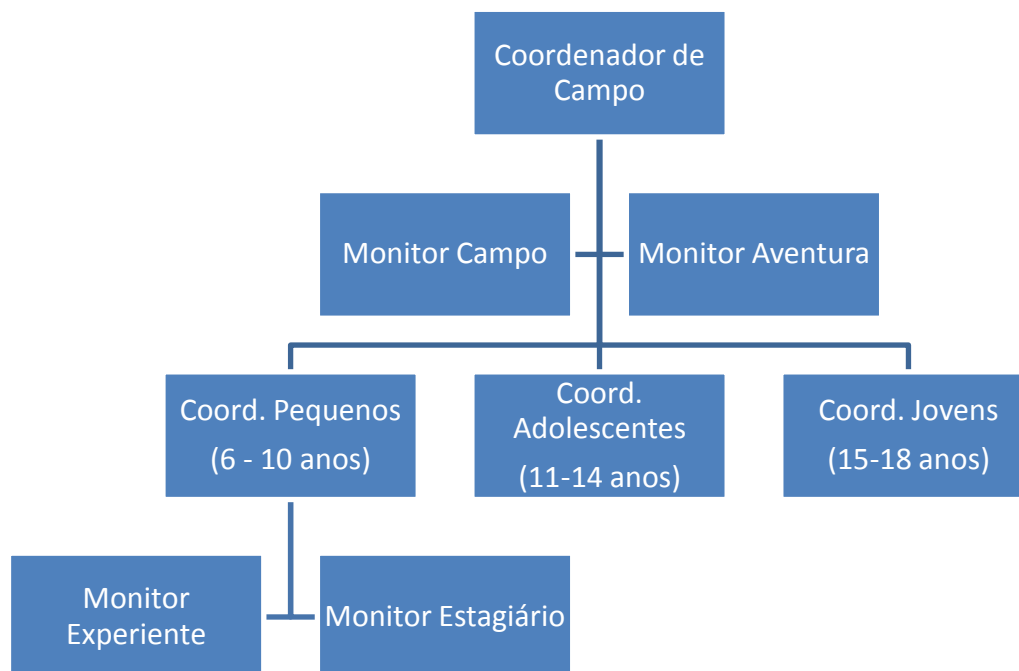 Coordenador de
Campo
Monitor Campo
Monitor Aventura
Coord. Pequenos
(6 - 10 anos)
Coord.
Adolescentes
(11-14 anos)
Coord. Jovens
(15-18 anos)
Monitor
Experiente
Monitor Estagiário